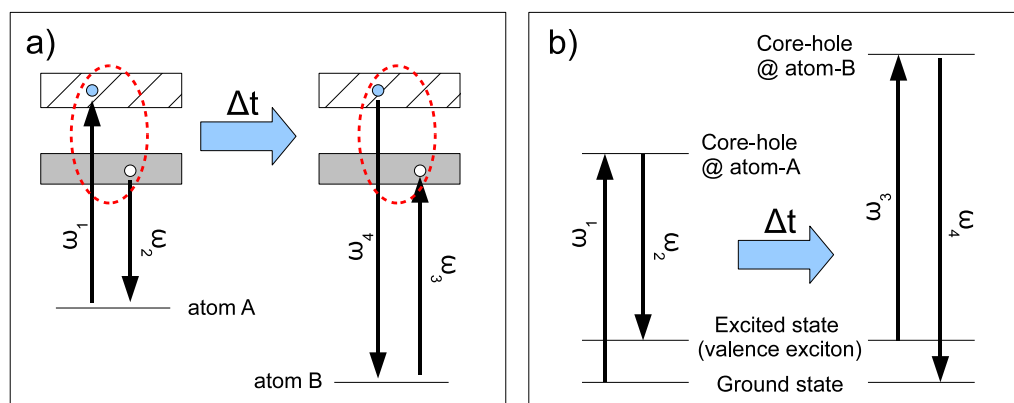 a)
Δt
ω1
ω2
ω4
ω3
atom A
atom B
b)
Core-hole
@ atom-B
Core-hole
@ atom-A
ω1
ω2
Δt
ω3
ω4
Excited state
(valence exciton)
Ground state